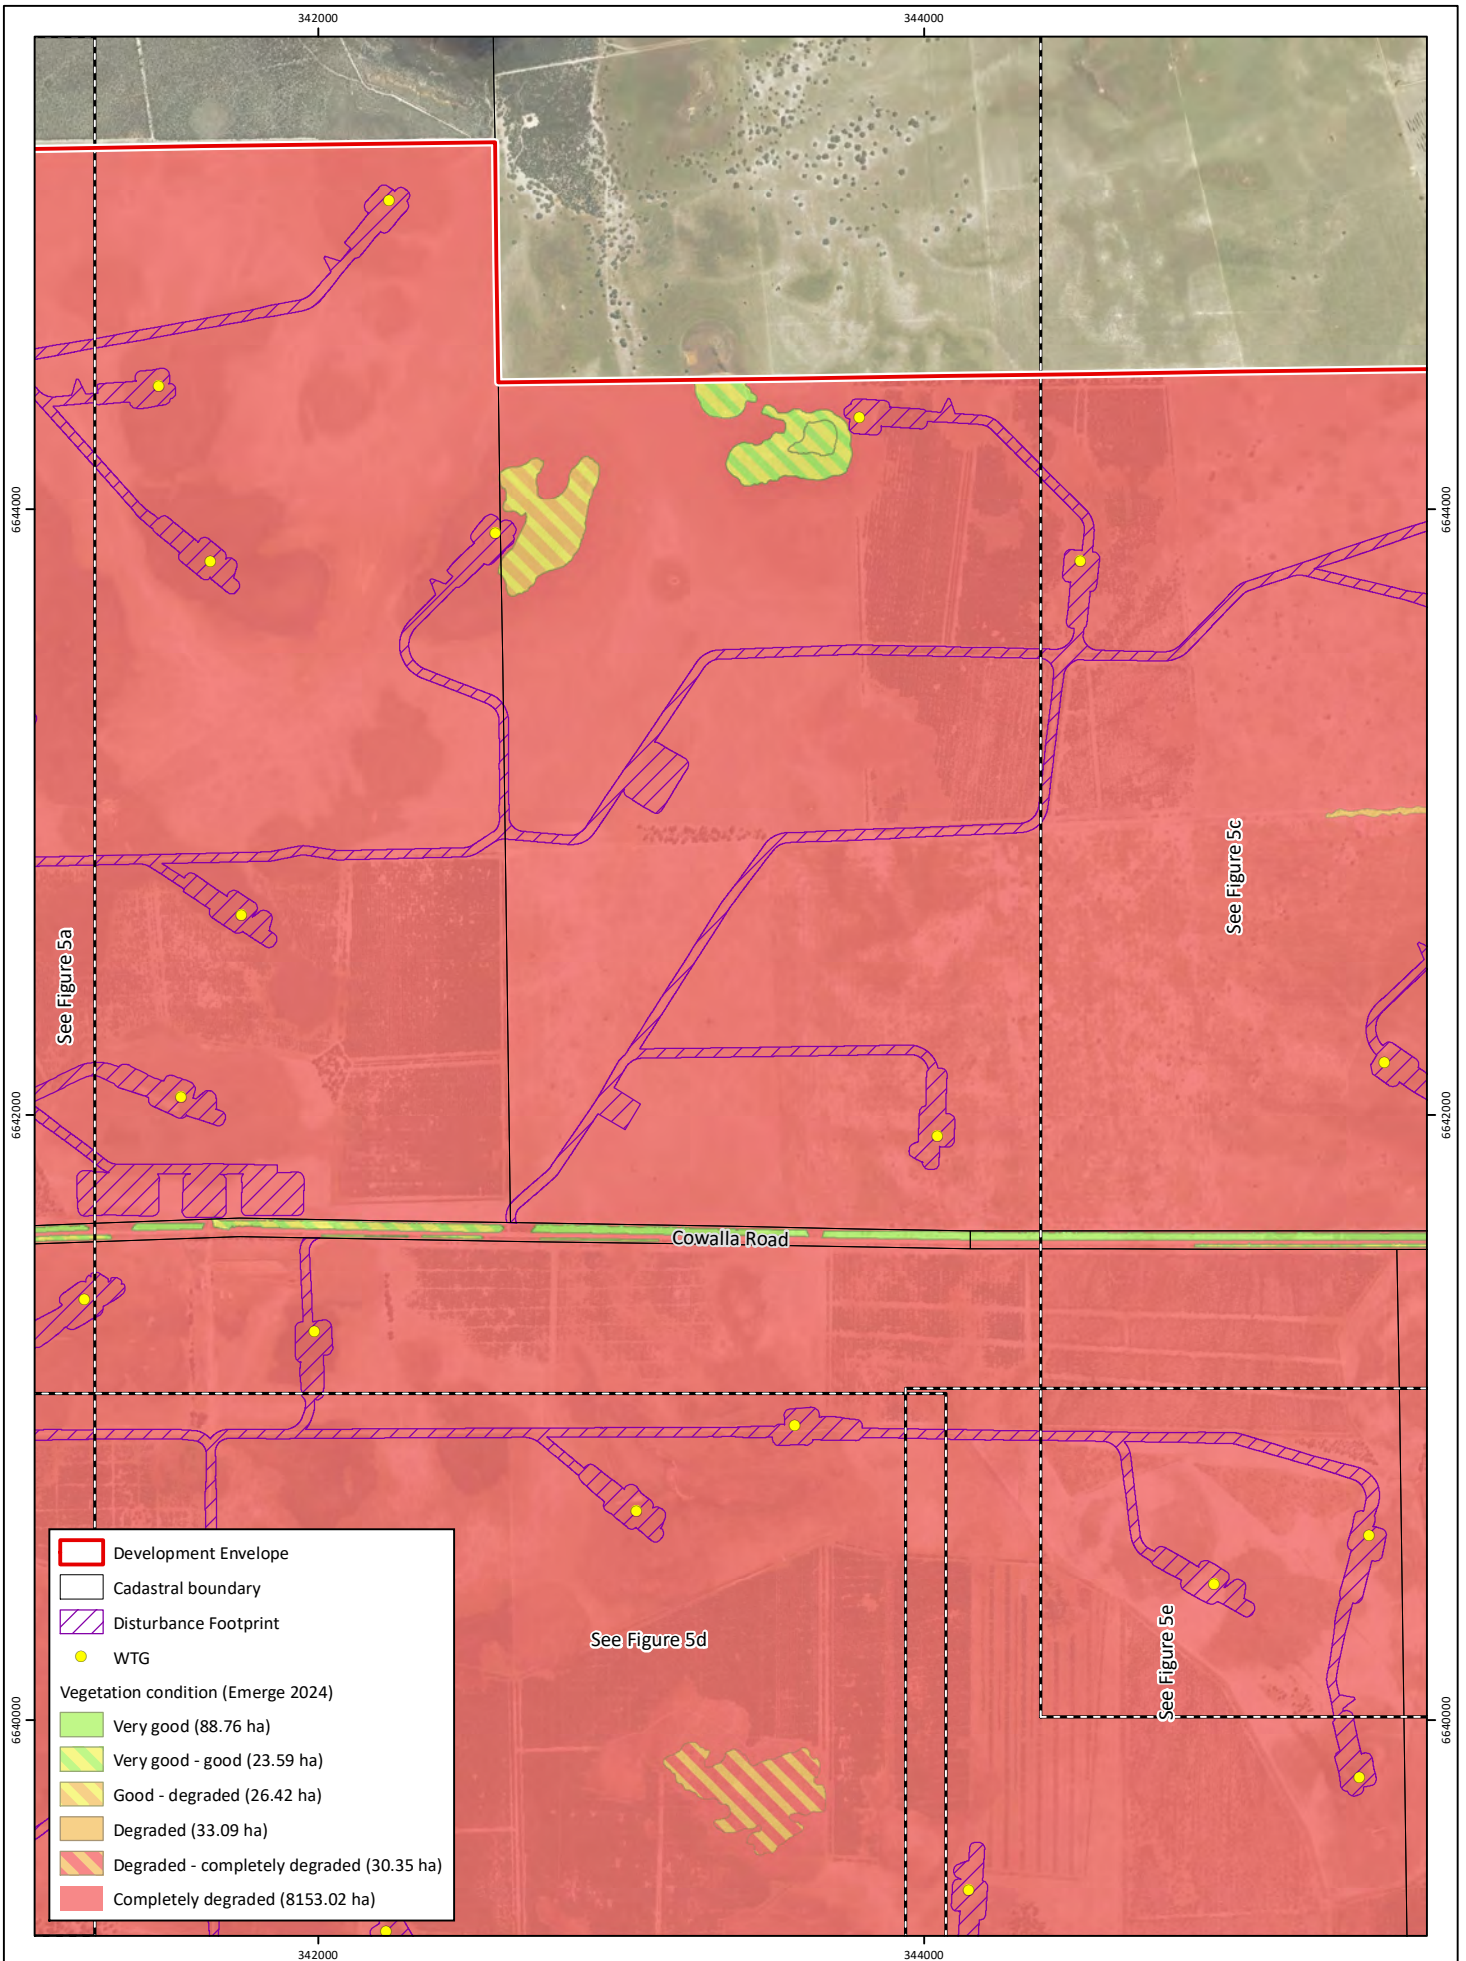 342000
344000
6644000
6644000
See Figure 5c
See Figure 5a
6642000
6642000
Cowalla Road
See Figure 5d
See Figure 5e
6640000
6640000
Development Envelope
Cadastral boundary
Disturbance Footprint
WTG
Vegetation condition (Emerge 2024)
Very good (88.76 ha)
Very good - good (23.59 ha)
Good - degraded (26.42 ha)
Degraded (33.09 ha)
Degraded - completely degraded (30.35 ha)
Completely degraded (8153.02 ha)
342000
344000